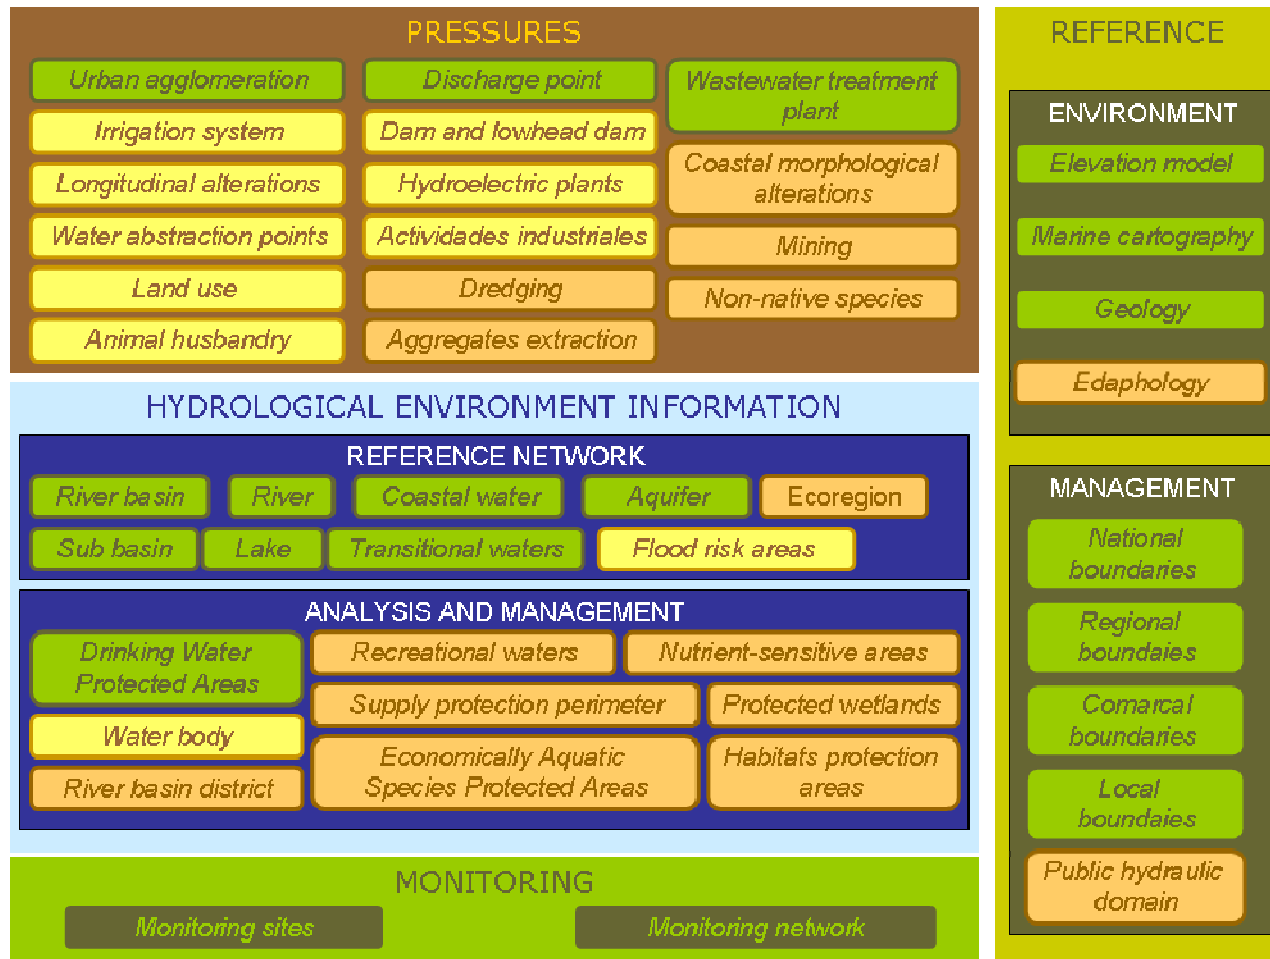 PRESSURES
Urban agglomeration
Irrigation system
Longitudinal alterations
Water abstraction points
Land use
Animal husbandry
Discharge point
Dam and lowhead dam
Hydroelectric plants
Actividades industriales
Dredging
Aggregates extraction
Wastewater treatment
plant
Coastal morphological
alterations
Mining
Non-native species
HYDROLOGICAL ENVIRONMENT INFORMATION
REFERENCE NETWORK
River basin
River
Coastal water
Aquifer
Ecoregion
Sub basin
Lake
Transitional waters
Flood risk areas
ANALYSIS AND MANAGEMENT
Drinking Water
Protected Areas
Water body
River basin district
Recreational waters
Nutrient-sensitive areas
Supply protection perimeter
Protected wetlands
Economically Aquatic
Species Protected Areas
Habitats protection
areas
MONITORING
Monitoring sites
Monitoring network
REFERENCE
ENVIRONMENT
Elevation model
Marine cartography
Geology
Edaphology
MANAGEMENT
National
boundaries
Regional
boundaies
Comarcal
boundaries
Local
boundaies
Public hydraulic
domain